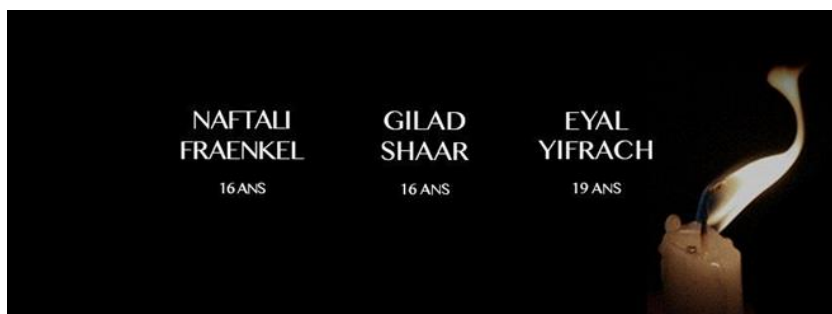 NAFTALI
FRAENKEL
16 ANS
GILAD
SHAAR
16 ANS
EYAL
YIFRACH
19 ANS